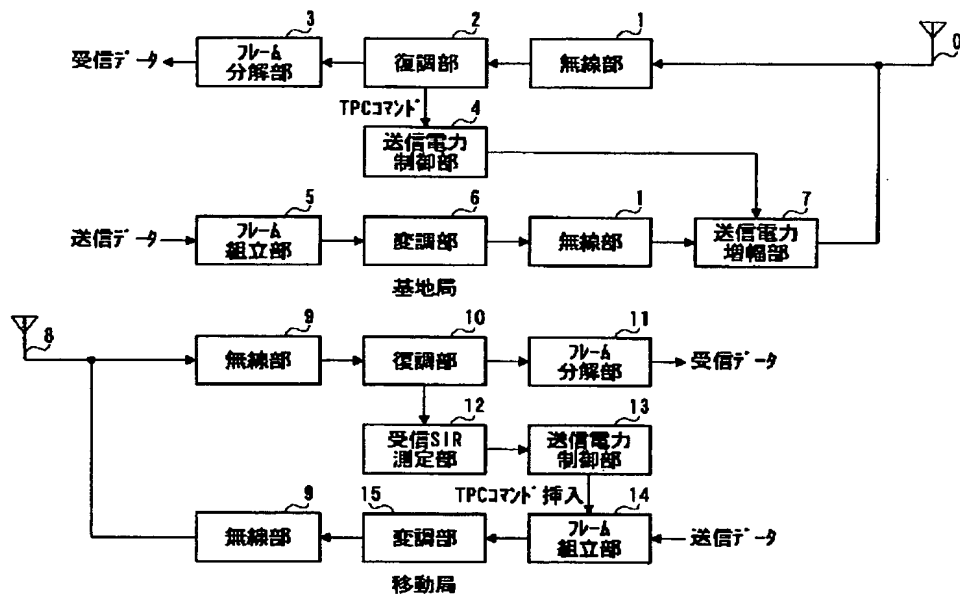 3
2
1
0
受信データ
フレーム
分解部
復調部
無線部
TPCコマンド
4
送信電力
制御部
5
6
1
7
送信データ
フレーム
組立部
変調部
無線部
送信電力
増幅部
基地局
8
9
10
11
無線部
復調部
フレーム
分解部
受信データ
12
13
受信SIR
測定部
送信電力
制御部
TPCコマンド挿入
9
15
14
無線部
変調部
フレーム
組立部
送信データ
移動局